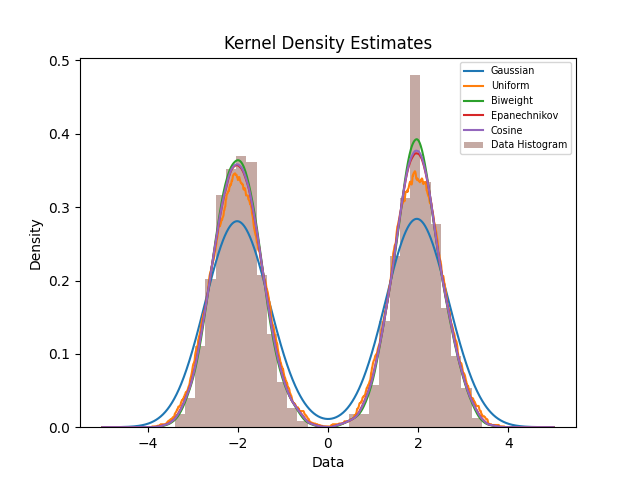 Kernel Density Estimates
0.5
0.4
0.3
0.2
0.1
0.0
Density
Gaussian
Uniform
Biweight
Epanechnikov
Cosine
Data Histogram
−4
−2
0
2
4
Data